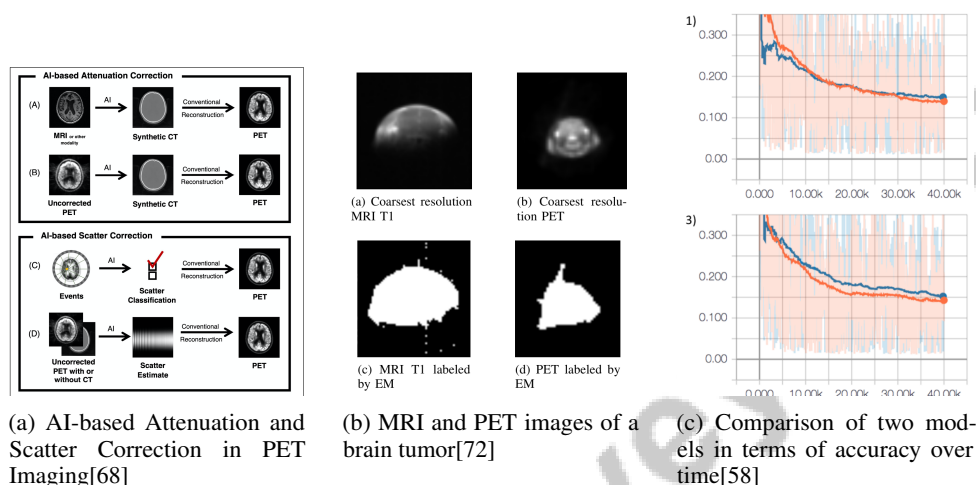 AI-based Attenuation Correction
(A)
AI
Conventional
Reconstruction
MRI or other
modality
Synthetic CT
PET
(B)
AI
Conventional
Reconstruction
Uncorrected
PET
Synthetic CT
PET
AI-based Scatter Correction
(C)
AI
Conventional
Reconstruction
Events
Scatter
Classification
PET
(D)
AI
Conventional
Reconstruction
Uncorrected
PET with or
without CT
Scatter
Estimate
PET
(a) AI-based Attenuation and
Scatter Correction in PET
Imaging[68]
(a) Coarsest resolution
MRI T1
(b) Coarsest resolu-
tion PET
(c) MRI T1 labeled
by EM
(d) PET labeled by
EM
(b) MRI and PET images of a
brain tumor[72]
1)
0.300
0.200
0.100
0.00
0.000 10.00k 20.00k 30.00k 40.00k
3)
0.300
0.200
0.100
0.00
0.000 10.00k 20.00k 30.00k 40.00k
(c) Comparison of two mod-
els in terms of accuracy over
time[58]